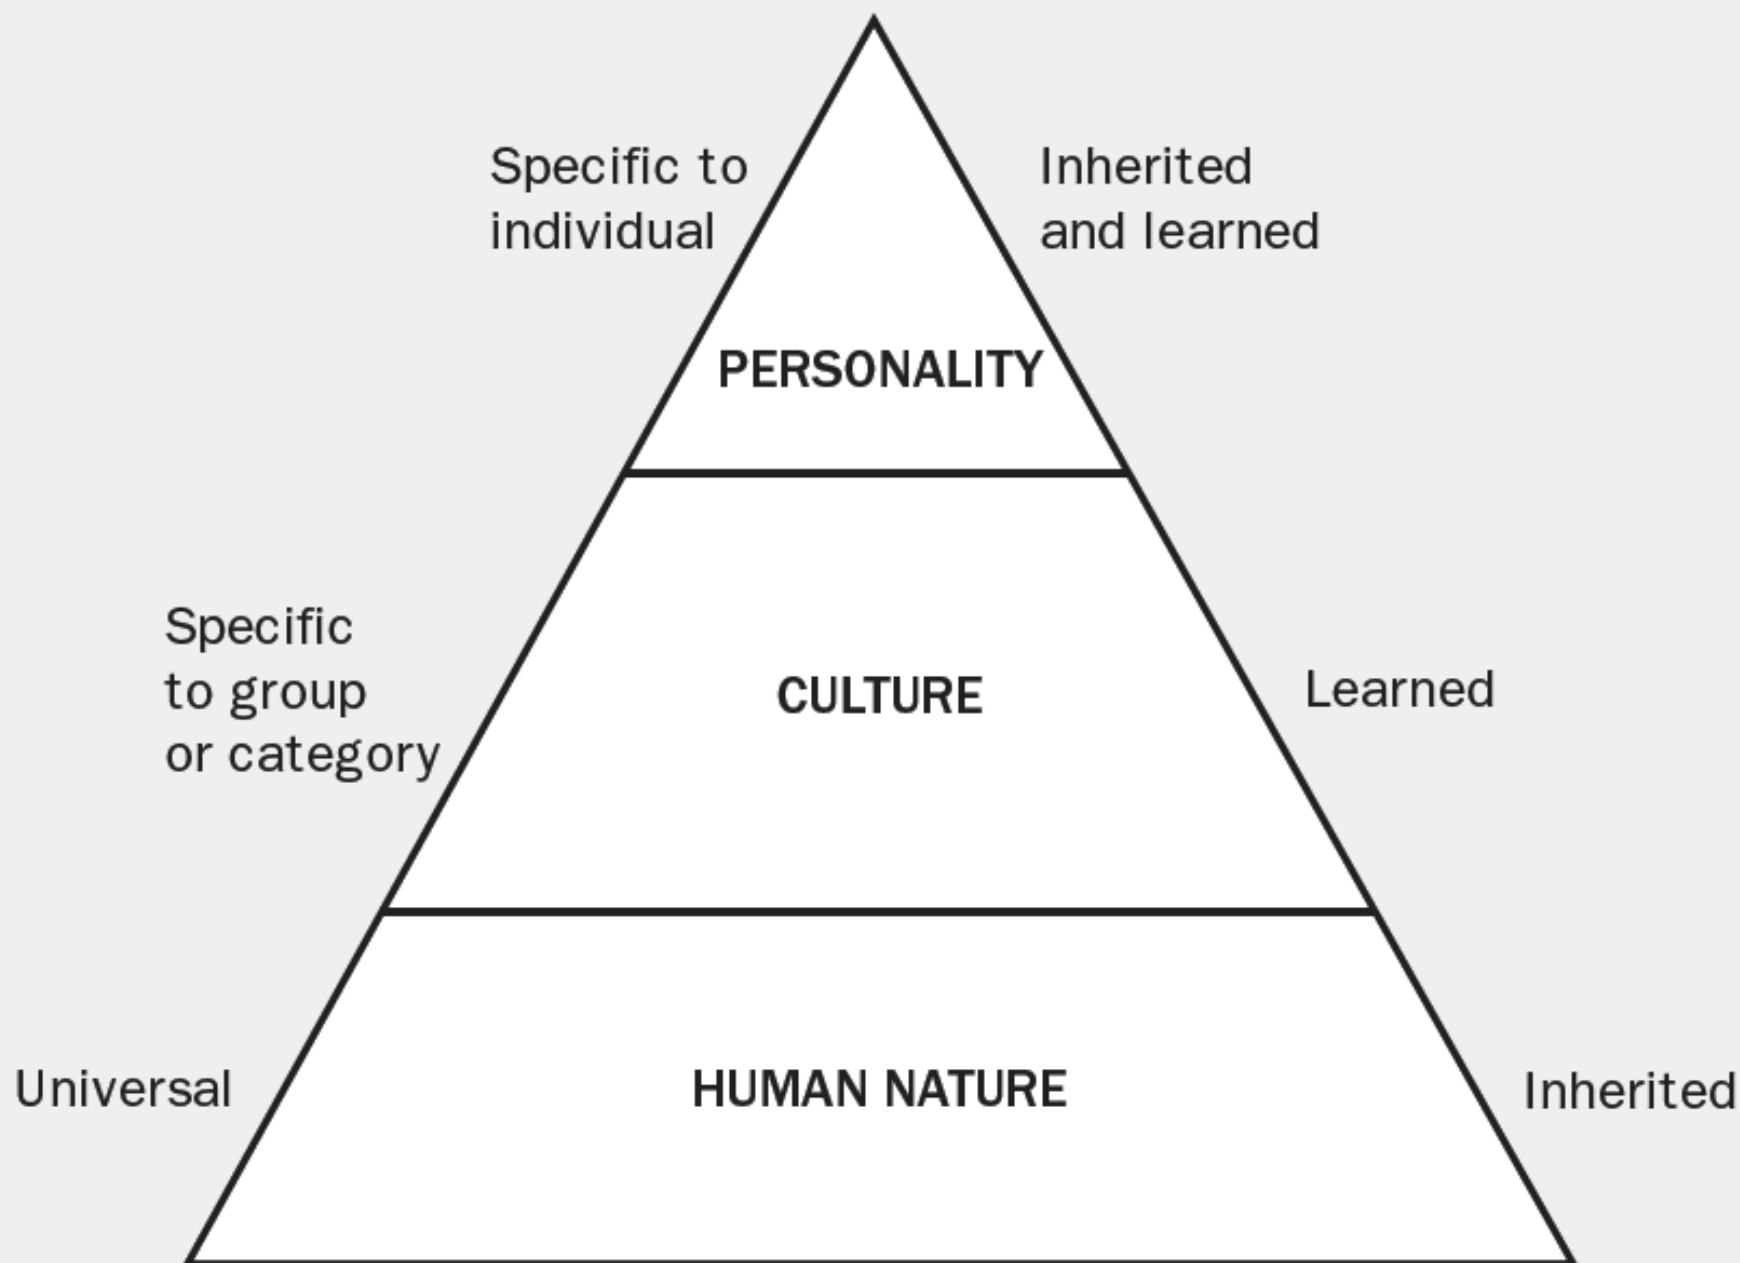 Specific to
individual
Inherited
and learned
PERSONALITY
Specific
to group
or category
CULTURE
Learned
Universal
HUMAN NATURE
Inherited